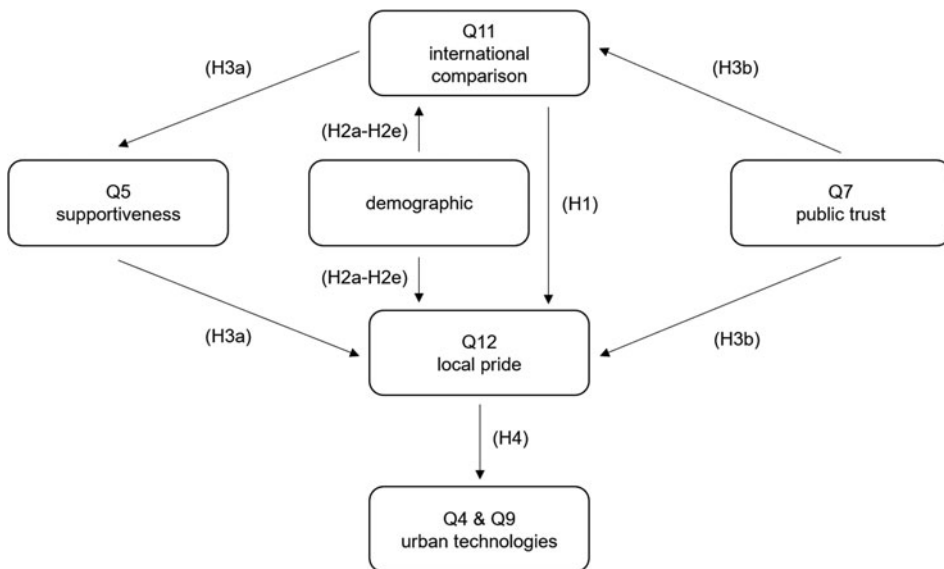 Q11
international
comparison
(H3a)
(H3b)
(H2a-H2e)
Q5
supportiveness
demographic
(H1)
Q7
public trust
(H2a-H2e)
(H3a)
Q12
local pride
(H3b)
(H4)
Q4 & Q9
urban technologies